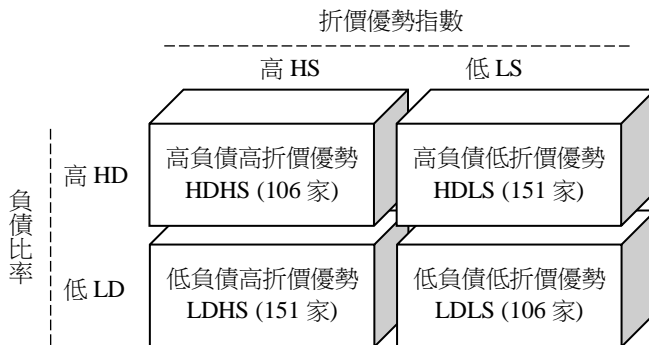 折價優勢指數
高 HS
低 LS
負債比率
高 HD
高負債高折價優勢
HDHS (106 家)
高負債低折價優勢
HDLS (151 家)
低 LD
低負債高折價優勢
LDHS (151 家)
低負債低折價優勢
LDLS (106 家)